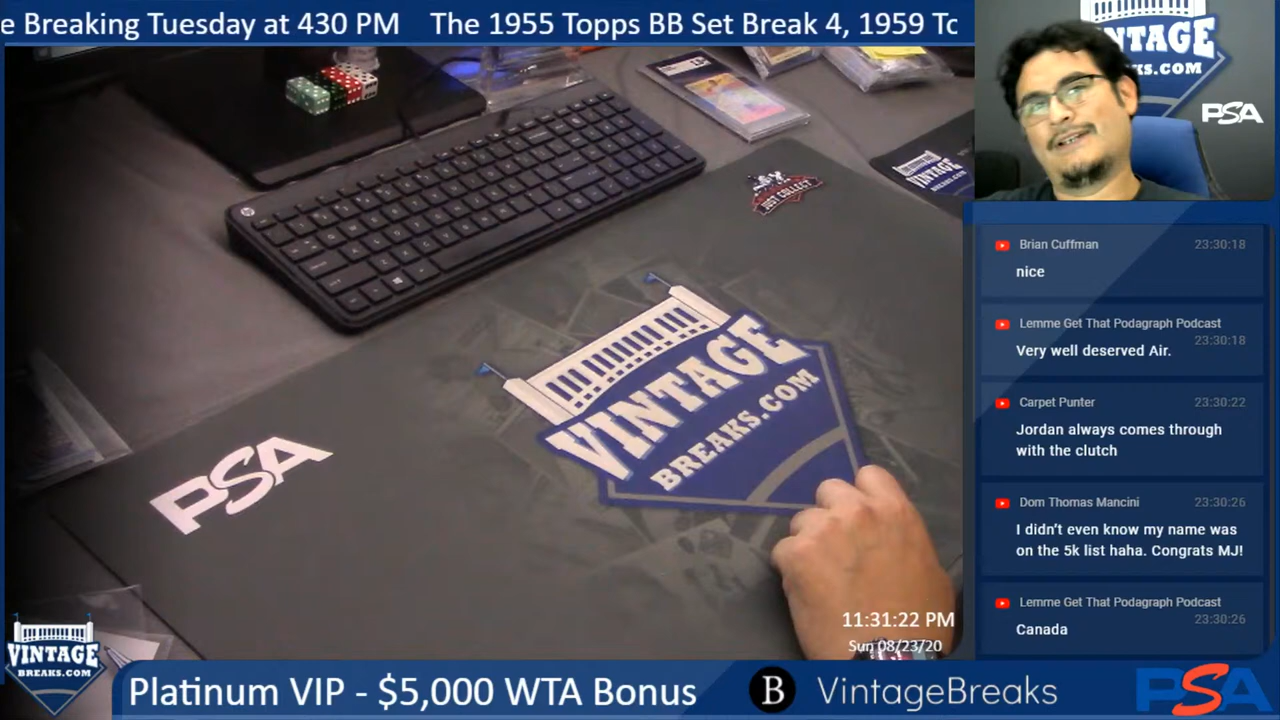 e Breaking Tuesday at 430 PM The 1955 Topps BB Set Break 4, 1959 Tc
VINTAGE
KS.COM
PSA
JUST COLLECT
VINTAGE
BREAKS.COM
VINTAGE
BREAKS.COM
PSA
Brian Cuffman 23:30:18
nice
Lemme Get That Podagraph Podcast
23:30:18
Very well deserved Air.
Carpet Punter 23:30:22
Jordan always comes through
with the clutch
Dom Thomas Mancini 23:30:26
I didn't even know my name was
on the 5k list haha. Congrats MJ!
Lemme Get That Podagraph Podcast
23:30:26
Canada
11:31:22 PM
Sun 08/23/20
VINTAGE
BREAKS.COM
Platinum VIP - $5,000 WTA Bonus
B VintageBreaks
PSA